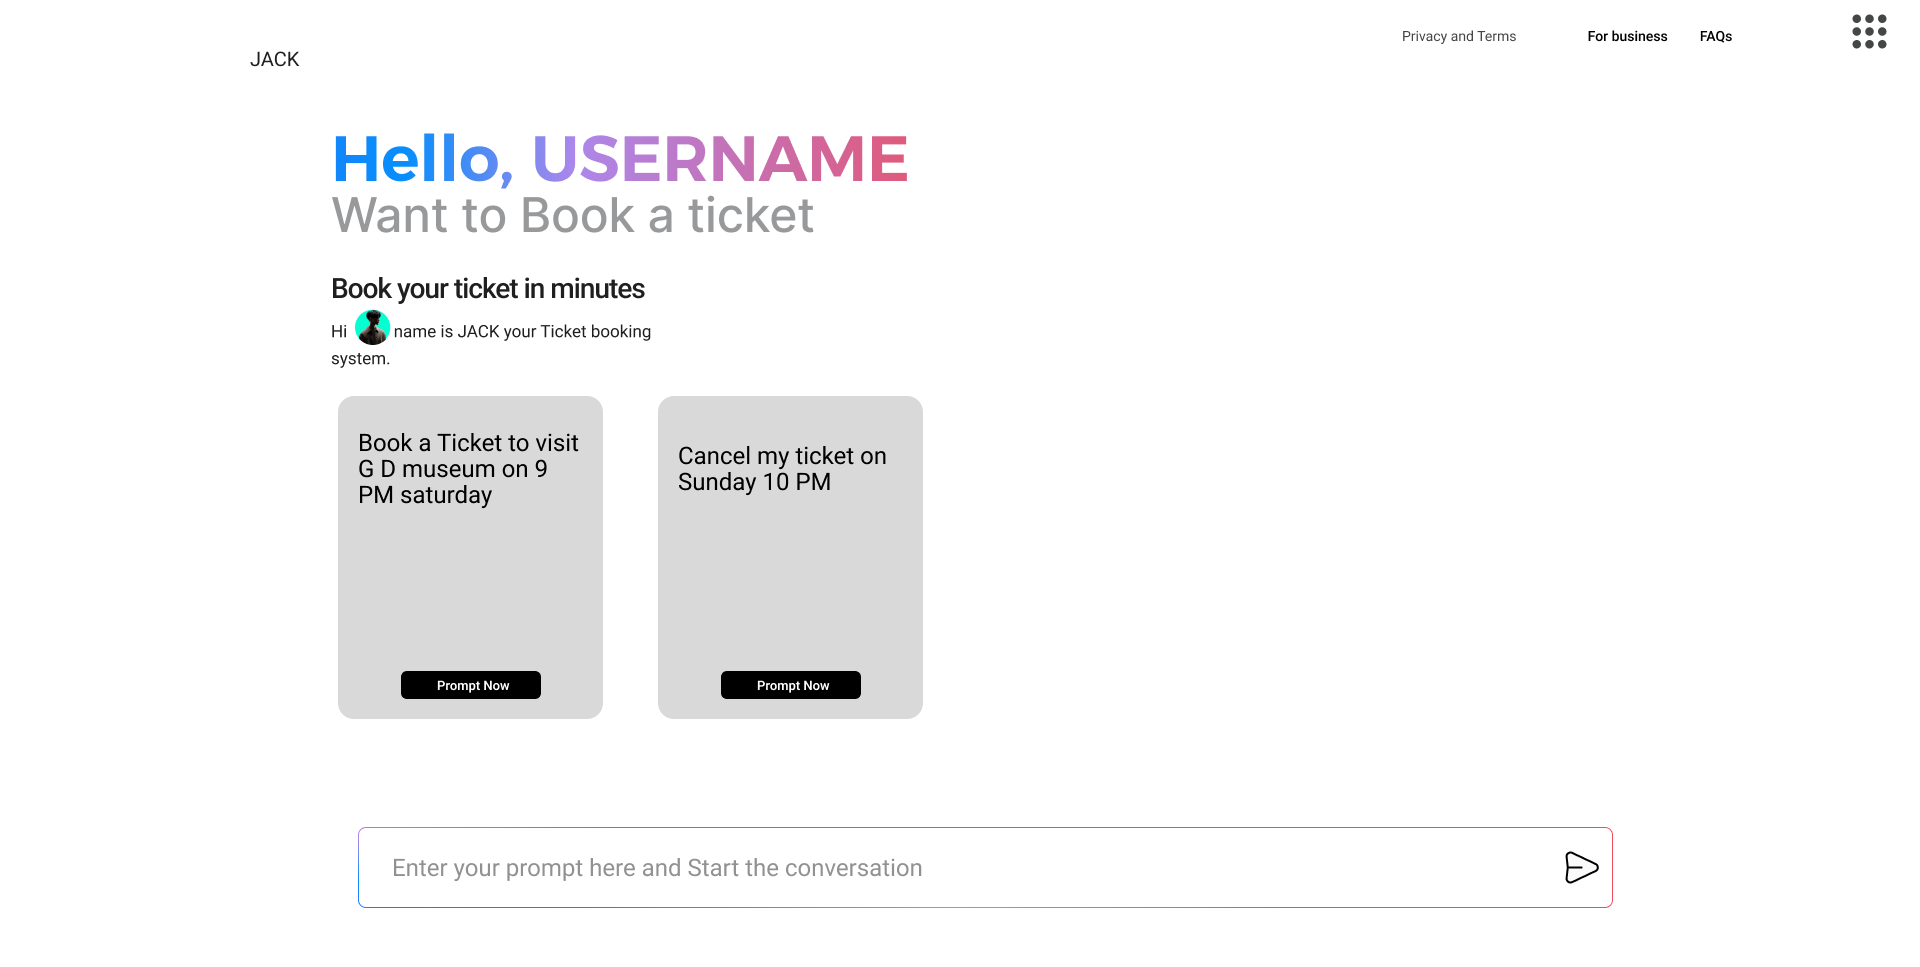 JACK
Privacy and Terms
For business
FAQs
Hello, USERNAME
Want to Book a ticket
Book your ticket in minutes
Hi name is JACK your Ticket booking
system.
Book a Ticket to visit
G D museum on 9
PM saturday
Prompt Now
Cancel my ticket on
Sunday 10 PM
Prompt Now
Enter your prompt here and Start the conversation